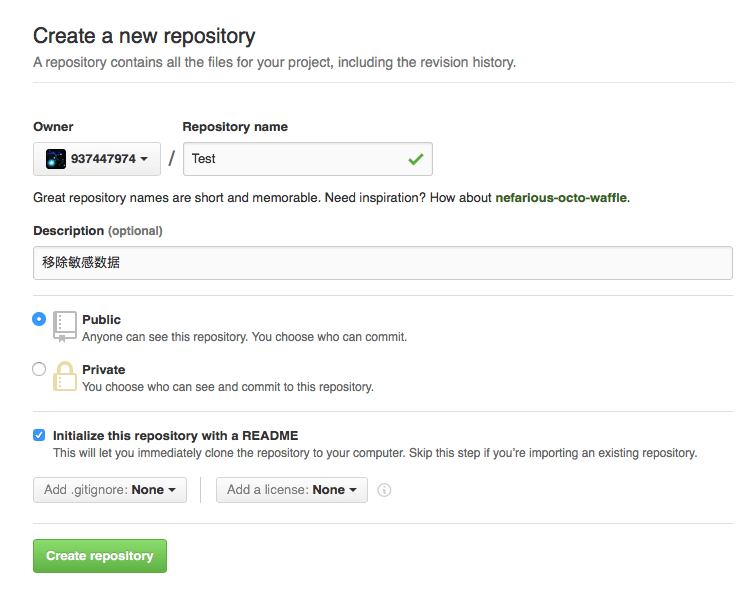 Create a new repository
A repository contains all the files for your project, including the revision history.
Owner
Repository name
937447974
/
Test
Great repository names are short and memorable. Need inspiration? How about nefarious-octo-waffle.
Description (optional)
移除敏感数据
Public
Anyone can see this repository. You choose who can commit.
Private
You choose who can see and commit to this repository.
Initialize this repository with a README
This will let you immediately clone the repository to your computer. Skip this step if you're importing an existing repository.
Add .gitignore: None
Add a license: None
Create repository